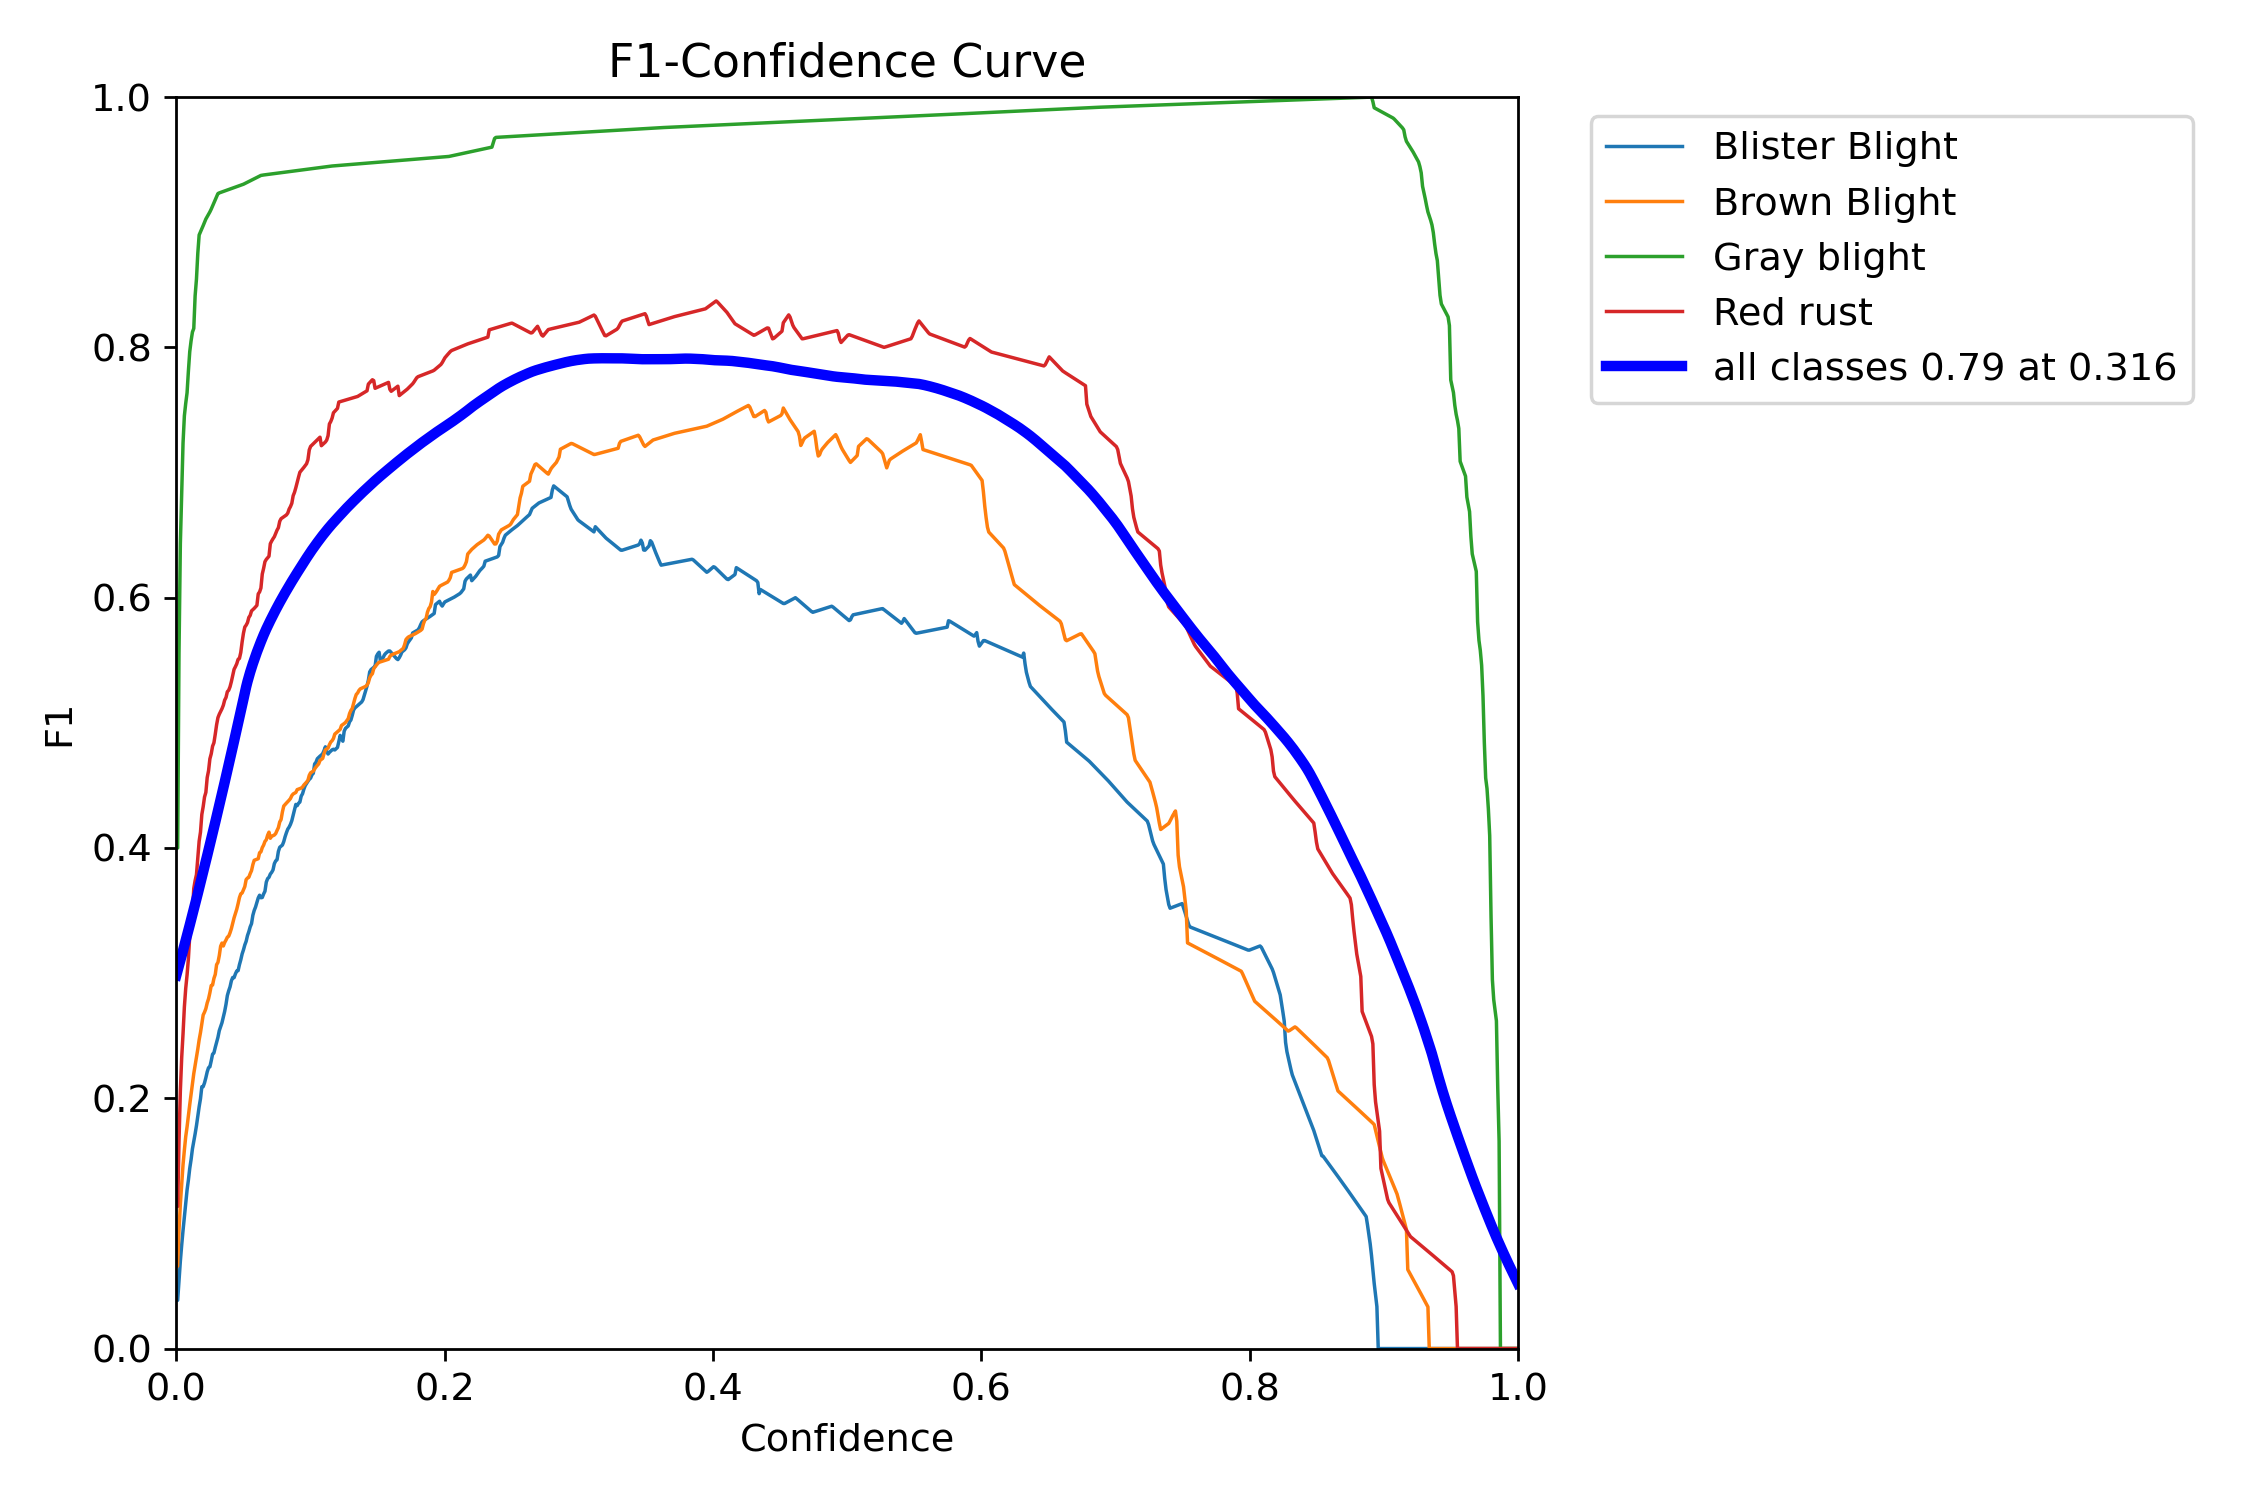 F1-Confidence Curve
1.0
0.8
0.6
0.4
0.2
0.0
F1
0.0 0.2 0.4 0.6 0.8 1.0
Confidence
Blister Blight
Brown Blight
Gray blight
Red rust
all classes 0.79 at 0.316